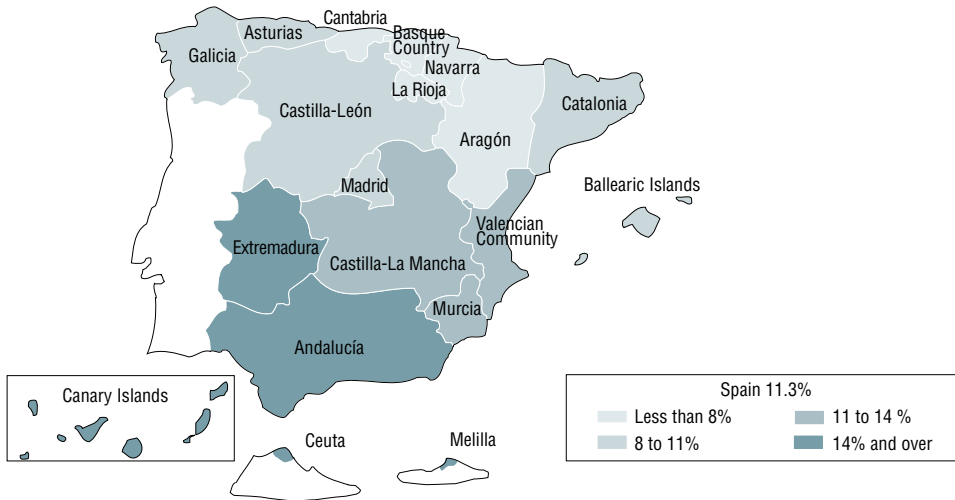 Cantabria
Asturias
Basque
Country
Galicia
Navarra
La Rioja
Castilla-León
Catalonia
Aragón
Madrid
Ballearic Islands
Valencian
Community
Extremadura
Castilla-La Mancha
Murcia
Andalucía
Canary Islands
Ceuta
Melilla
Spain 11.3%
Less than 8%
11 to 14 %
8 to 11%
14% and over